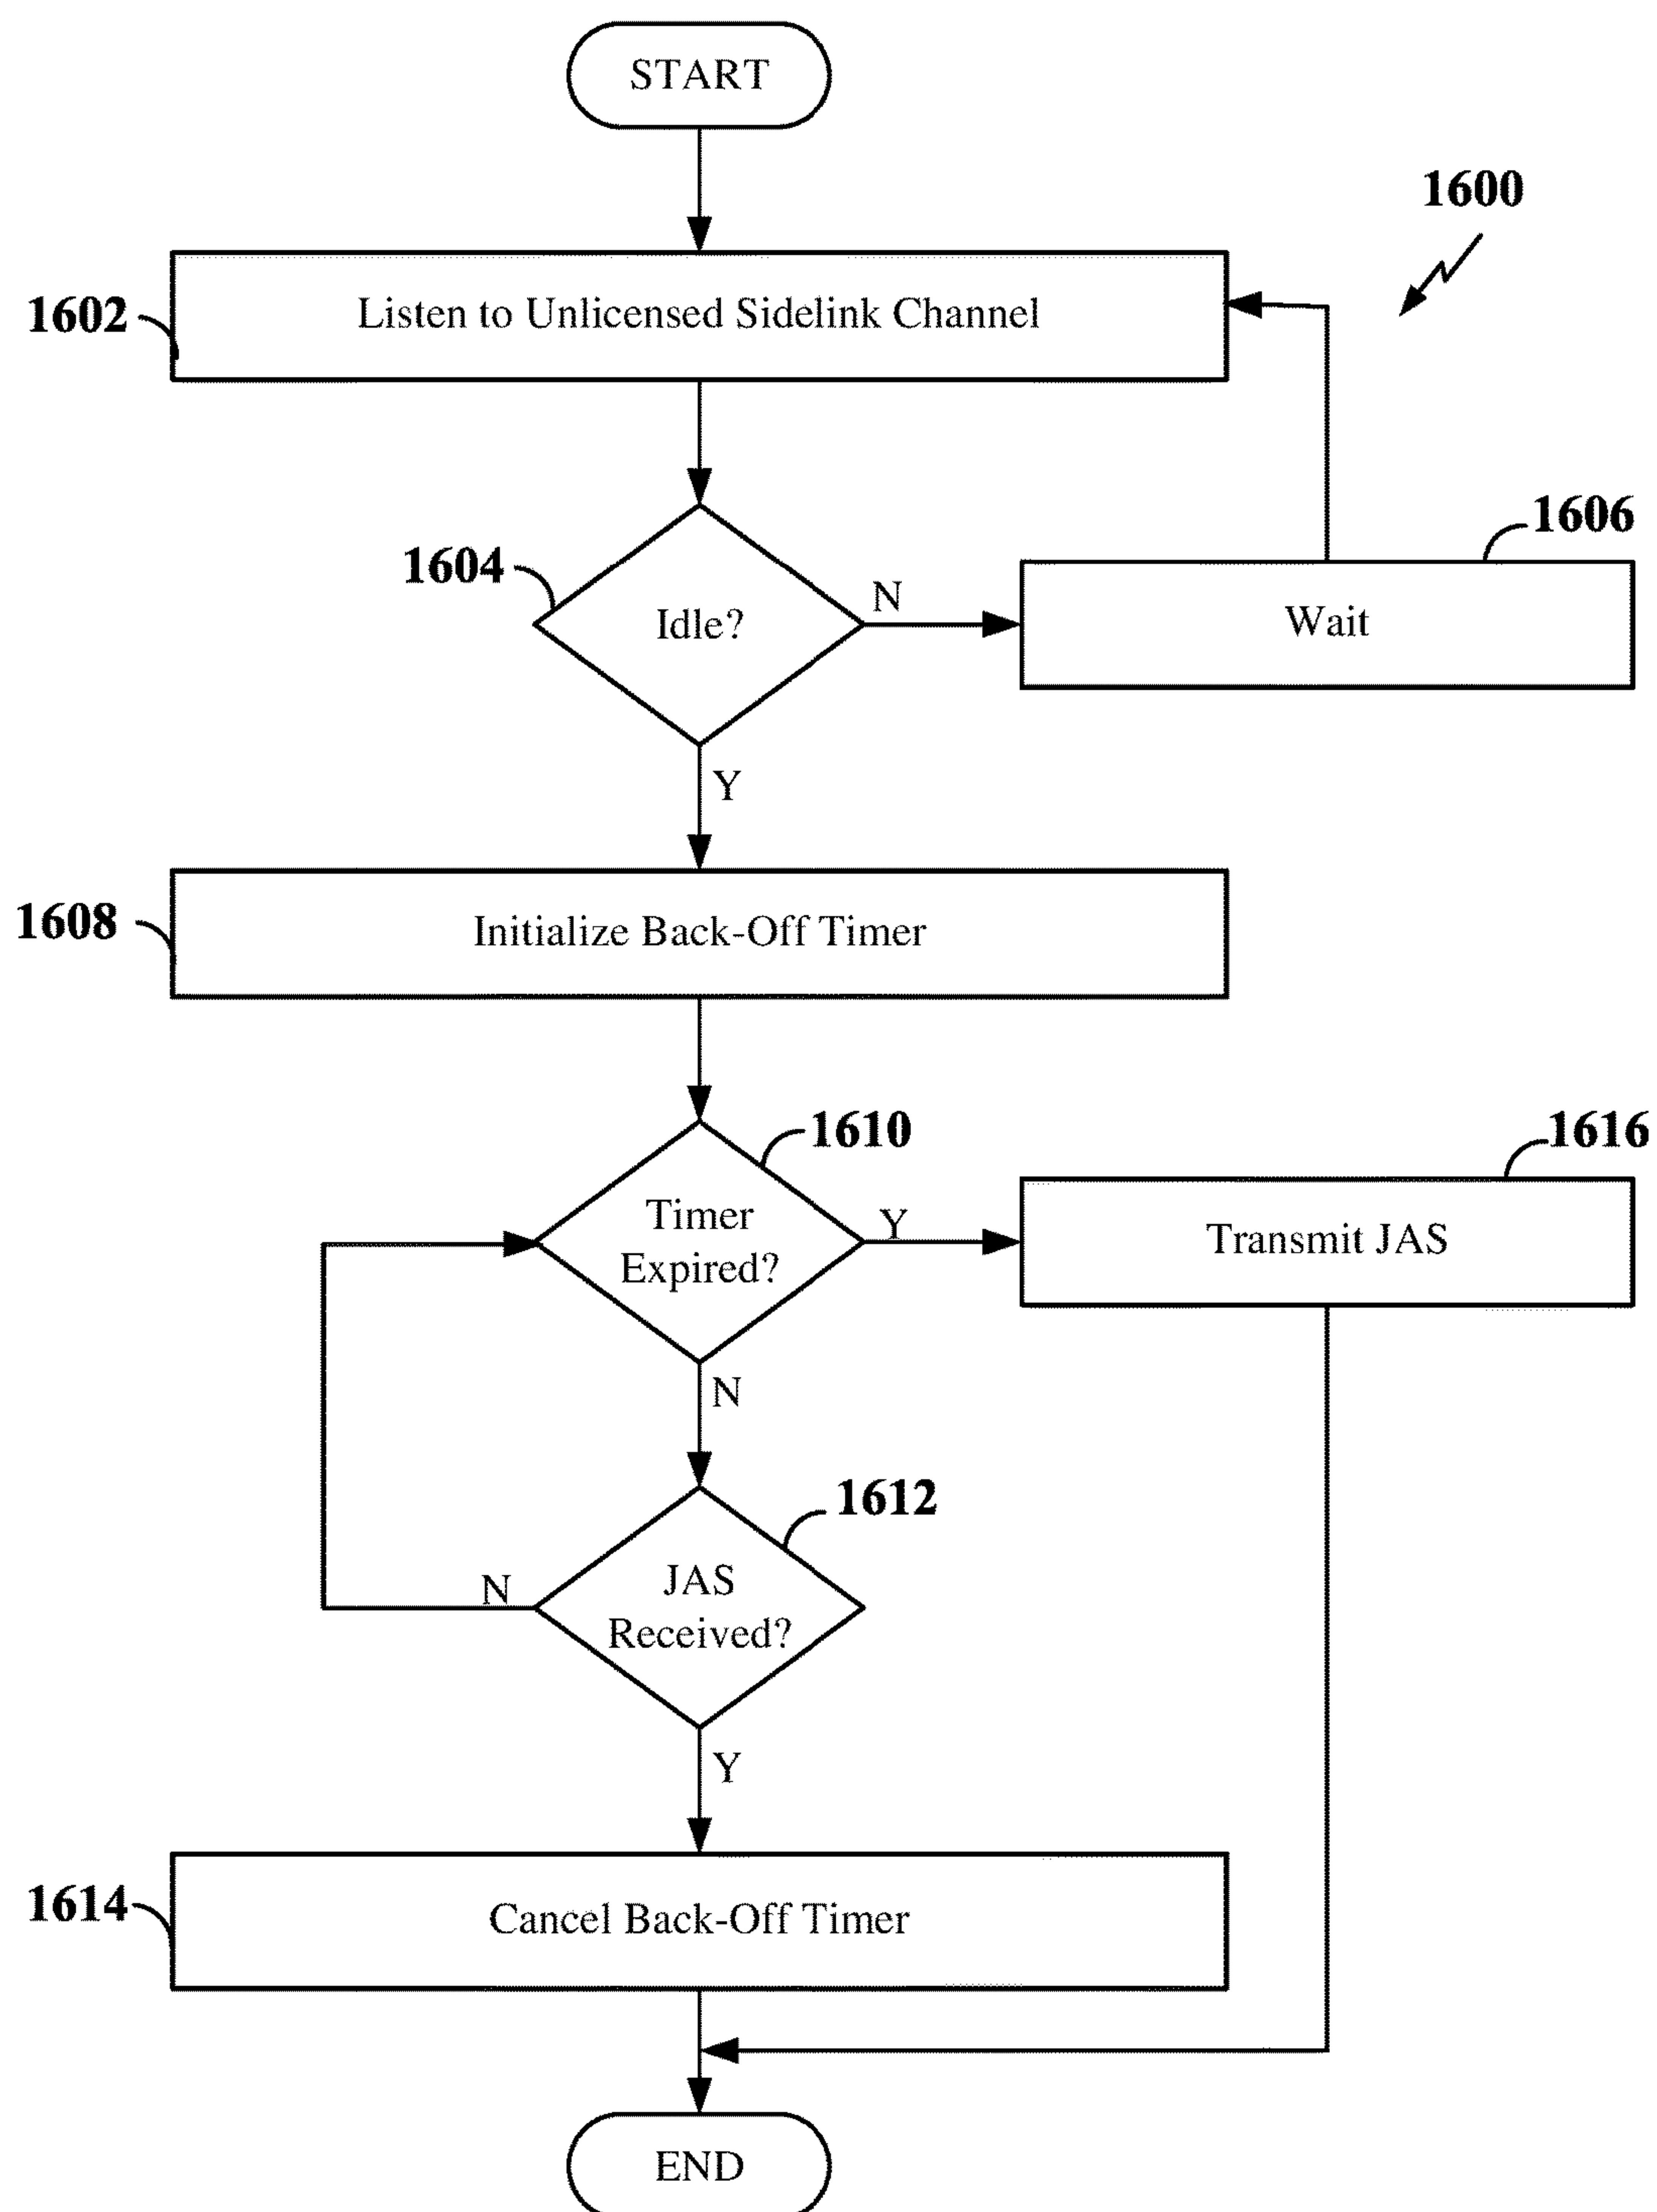 START
1600
1602
Listen to Unlicensed Sidelink Channel
1606
1604
Idle?
N
Wait
Y
1608
Initialize Back-Off Timer
1610
1616
Timer
Expired?
Y
Transmit JAS
N
1612
JAS
Received?
N
Y
1614
Cancel Back-Off Timer
END